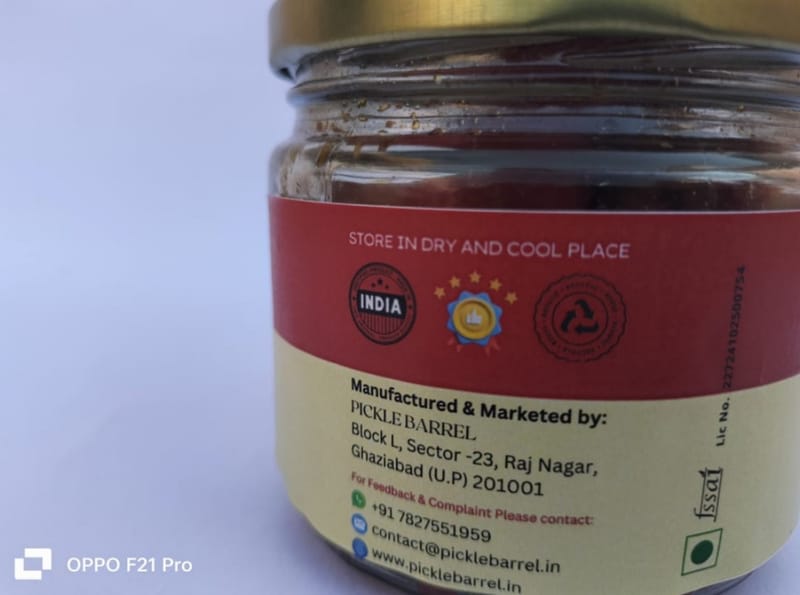 STORE IN DRY AND COOL PLACE
INDIA
Manufactured & Marketed by:
PICKLE BARREL
Block L, Sector -23, Raj Nagar,
Ghaziabad (U.P) 201001
For Feedback & Complaint Please contact:
+91 7827551959
contact@picklebarrel.in
www.picklebarrel.in
fssai
Lic No. 22724102500754
OPPO F21 Pro